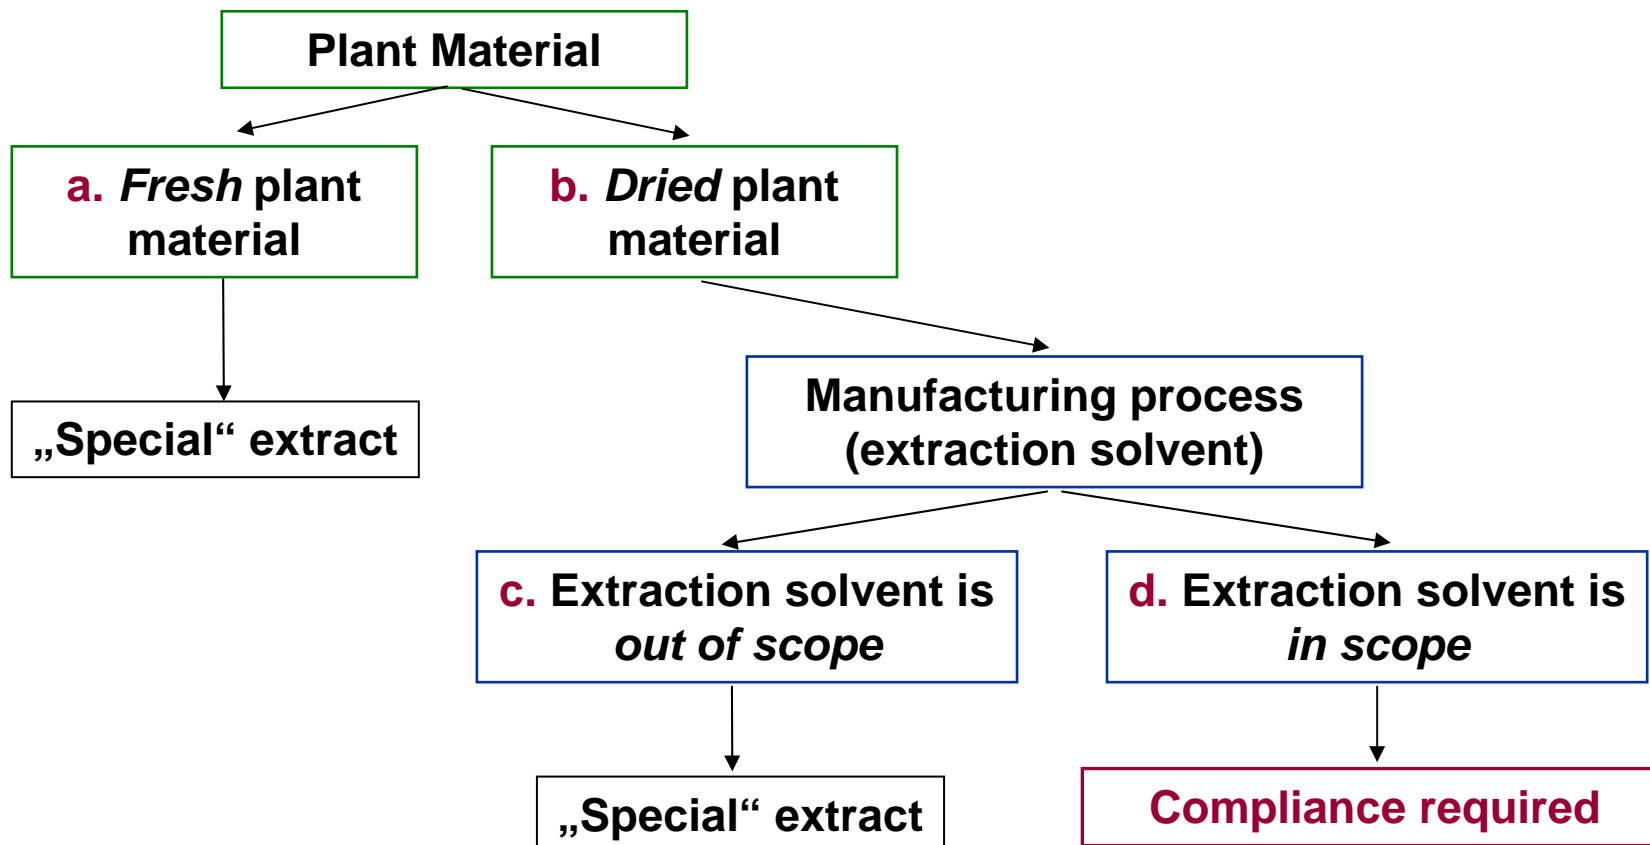 Plant Material
a. Fresh plant
material
b. Dried plant
material
„Special“ extract
Manufacturing process
(extraction solvent)
c. Extraction solvent is
out of scope
d. Extraction solvent is
in scope
„Special“ extract
Compliance required